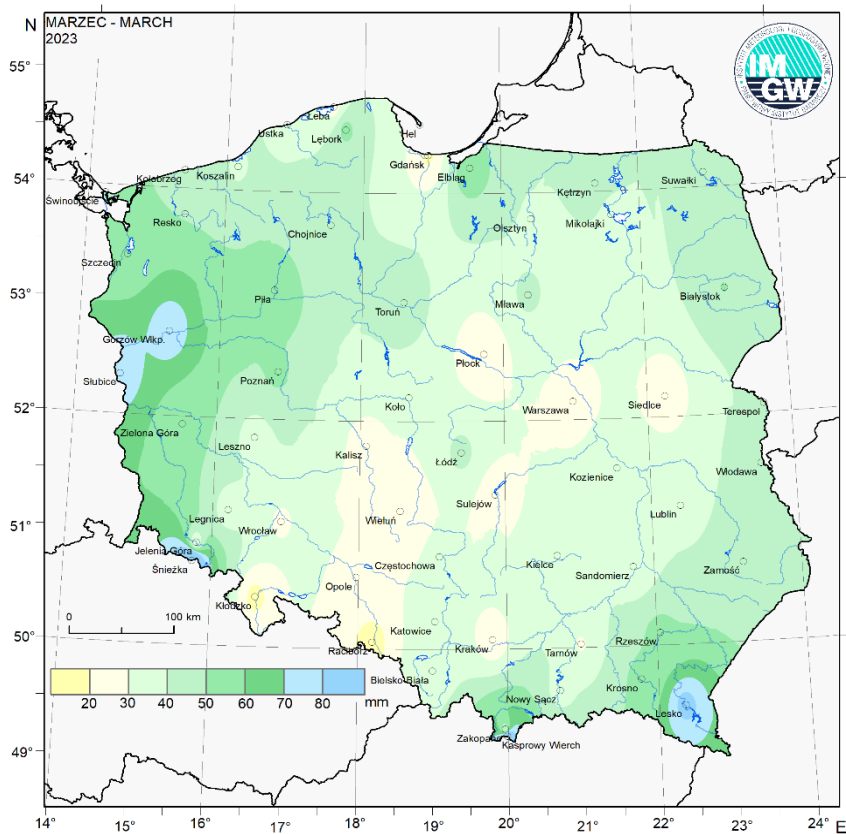 MARZEC - MARCH
2023
N
55°
54°
53°
52°
51°
50°
49°
IMGW
Łeba
Ustka
Lębork
Hel
Gdańsk
Koszalin
Kołobrzeg
Elbląg
Kętrzyn
Suwałki
Świnoujście
Resko
Chojnice
Olsztyn
Mikołajki
Szczecin
Piła
Toruń
Mława
Białystok
Gorzów Wlkp.
Płock
Słubice
Poznań
Koło
Warszawa
Siedlce
Terespol
Zielona Góra
Leszno
Kalisz
Łódź
Kozienice
Włodawa
Legnica
Wrocław
Wieluń
Sulejów
Lublin
Jelenia Góra
Śnieżka
Opole
Częstochowa
Kielce
Sandomierz
Zamość
Kłodzko
0 100 km
Katowice
Kraków
Tarnów
Rzeszów
Racibórz
Bielsko-Biała
Nowy Sącz
Krosno
Lesko
20 30 40 50 60 70 80 mm
Zakopane
Kasprowy Wierch
14° 15° 16° 17° 18° 19° 20° 21° 22° 23° 24° E